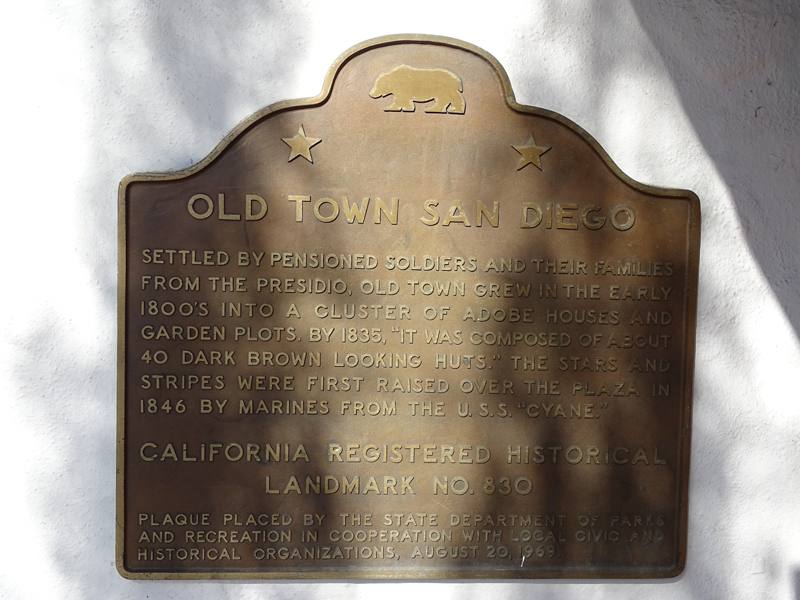 OLD TOWN SAN DIEGO
SETTLED BY PENSIONED SOLDIERS AND THEIR FAMILIES
FROM THE PRESIDIO, OLD TOWN GREW IN THE EARLY
1800'S INTO A CLUSTER OF ADOBE HOUSES AND
GARDEN PLOTS. BY 1835, "IT WAS COMPOSED OF ABOUT
40 DARK BROWN LOOKING HUTS." THE STARS AND
STRIPES WERE FIRST RAISED OVER THE PLAZA IN
1846 BY MARINES FROM THE U.S.S. "CYANE."
CALIFORNIA REGISTERED HISTORICAL
LANDMARK NO. 830
PLAQUE PLACED BY THE STATE DEPARTMENT OF PARKS
AND RECREATION IN COOPERATION WITH LOCAL CIVIC AND
HISTORICAL ORGANIZATIONS, AUGUST 20, 1969.